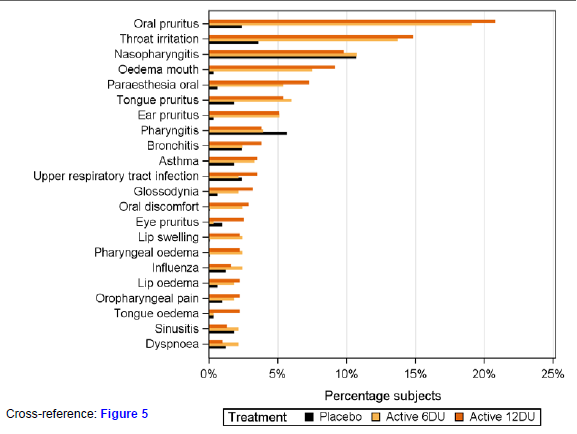 Oral pruritus
Throat irritation
Nasopharyngitis
Oedema mouth
Paraesthesia oral
Tongue pruritus
Ear pruritus
Pharyngitis
Bronchitis
Asthma
Upper respiratory tract infection
Glossodynia
Oral discomfort
Eye pruritus
Lip swelling
Pharyngeal oedema
Influenza
Lip oedema
Oropharyngeal pain
Tongue oedema
Sinusitis
Dyspnoea
0% 5% 10% 15% 20% 25%
Percentage subjects
Cross-reference: Figure 5
Treatment Placebo Active 6DU Active 12DU